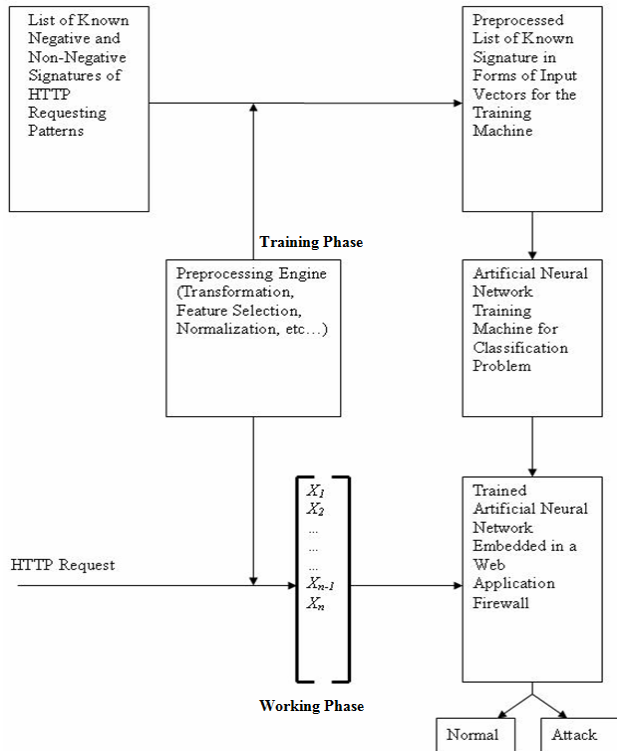 List of Known
Negative and
Non-Negative
Signatures of
HTTP
Requesting
Patterns
Preprocessed
List of Known
Signature in
Forms of Input
Vectors for the
Training
Machine
Training Phase
Preprocessing Engine
(Transformation,
Feature Selection,
Normalization, etc…)
Artificial Neural
Network
Training
Machine for
Classification
Problem
HTTP Request
X1
X2
…
…
…
Xn-1
Xn
Trained
Artificial Neural
Network
Embedded in a
Web
Application
Firewall
Working Phase
Normal
Attack